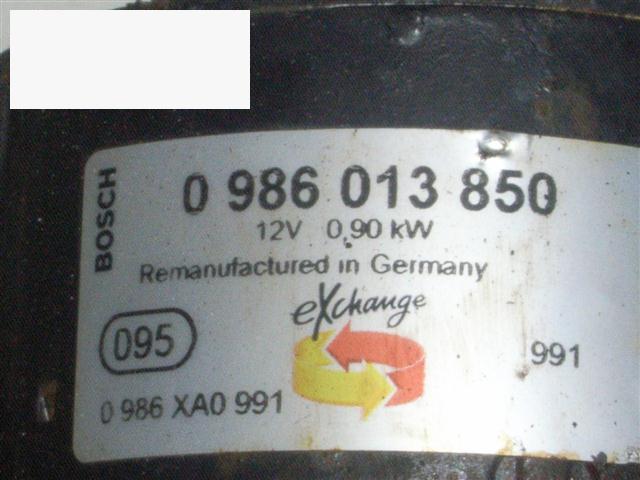 BOSCH
0 986 013 850
12V 0,90 kW
Remanufactured in Germany
eXchange
095
991
0 986 XA0 991